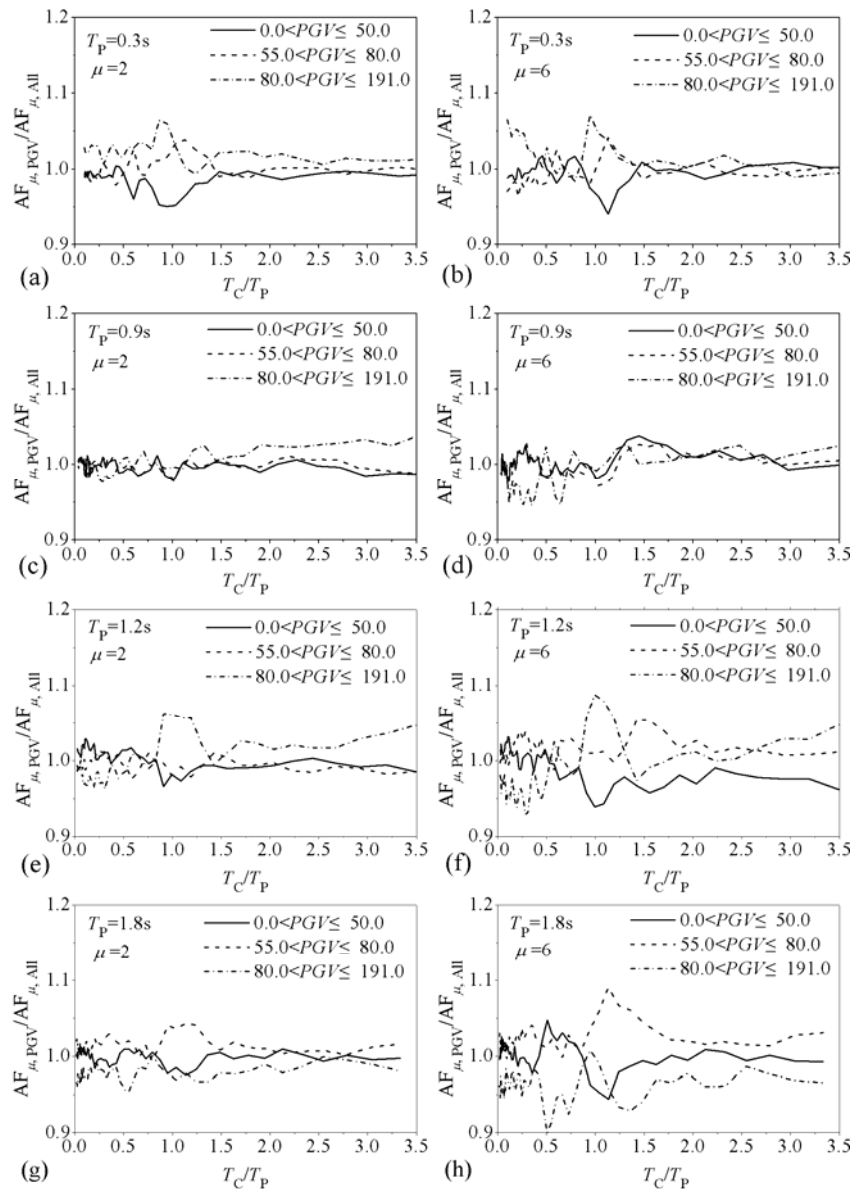 1.2
T_P=0.3s
μ=2
0.0<PGV≤ 50.0
55.0<PGV≤ 80.0
80.0<PGV≤ 191.0
AF_μ, PGV/AF_μ, All
1.1
1.0
0.9
0.0 0.5 1.0 1.5 2.0 2.5 3.0 3.5
(a)
T_C/T_P
1.2
T_P=0.3s
μ=6
0.0<PGV≤ 50.0
55.0<PGV≤ 80.0
80.0<PGV≤ 191.0
AF_μ, PGV/AF_μ, All
1.1
1.0
0.9
0.0 0.5 1.0 1.5 2.0 2.5 3.0 3.5
(b)
T_C/T_P
1.2
T_P=0.9s
μ=2
0.0<PGV≤ 50.0
55.0<PGV≤ 80.0
80.0<PGV≤ 191.0
AF_μ, PGV/AF_μ, All
1.1
1.0
0.9
0.0 0.5 1.0 1.5 2.0 2.5 3.0 3.5
(c)
T_C/T_P
1.2
T_P=0.9s
μ=6
0.0<PGV≤ 50.0
55.0<PGV≤ 80.0
80.0<PGV≤ 191.0
AF_μ, PGV/AF_μ, All
1.1
1.0
0.9
0.0 0.5 1.0 1.5 2.0 2.5 3.0 3.5
(d)
T_C/T_P
1.2
T_P=1.2s
μ=2
0.0<PGV≤ 50.0
55.0<PGV≤ 80.0
80.0<PGV≤ 191.0
AF_μ, PGV/AF_μ, All
1.1
1.0
0.9
0.0 0.5 1.0 1.5 2.0 2.5 3.0 3.5
(e)
T_C/T_P
1.2
T_P=1.2s
μ=6
0.0<PGV≤ 50.0
55.0<PGV≤ 80.0
80.0<PGV≤ 191.0
AF_μ, PGV/AF_μ, All
1.1
1.0
0.9
0.0 0.5 1.0 1.5 2.0 2.5 3.0 3.5
(f)
T_C/T_P
1.2
T_P=1.8s
μ=2
0.0<PGV≤ 50.0
55.0<PGV≤ 80.0
80.0<PGV≤ 191.0
AF_μ, PGV/AF_μ, All
1.1
1.0
0.9
0.0 0.5 1.0 1.5 2.0 2.5 3.0 3.5
(g)
T_C/T_P
1.2
T_P=1.8s
μ=6
0.0<PGV≤ 50.0
55.0<PGV≤ 80.0
80.0<PGV≤ 191.0
AF_μ, PGV/AF_μ, All
1.1
1.0
0.9
0.0 0.5 1.0 1.5 2.0 2.5 3.0 3.5
(h)
T_C/T_P